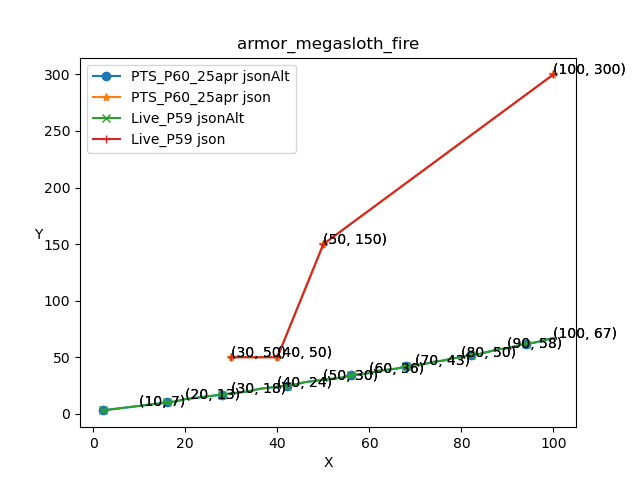 armor_megasloth_fire
PTS_P60_25apr jsonAlt
PTS_P60_25apr json
Live_P59 jsonAlt
Live_P59 json
(100, 300)
(50, 150)
(30, 50)
(40, 50)
(10, 7)
(20, 13)
(30, 18)
(40, 24)
(50, 30)
(60, 36)
(70, 43)
(80, 50)
(90, 58)
(100, 67)
300
250
200
150
100
50
0
Y
0 20 40 60 80 100
X